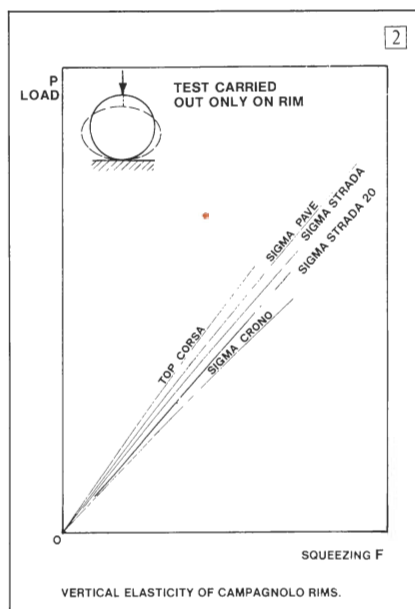 2
P
LOAD
TEST CARRIED
OUT ONLY ON RIM
SIGMA PAVE
SIGMA STRADA
SIGMA STRADA 20
TOP CORSA
SIGMA CRONO
O
SQUEEZING F
VERTICAL ELASTICITY OF CAMPAGNOLO RIMS.